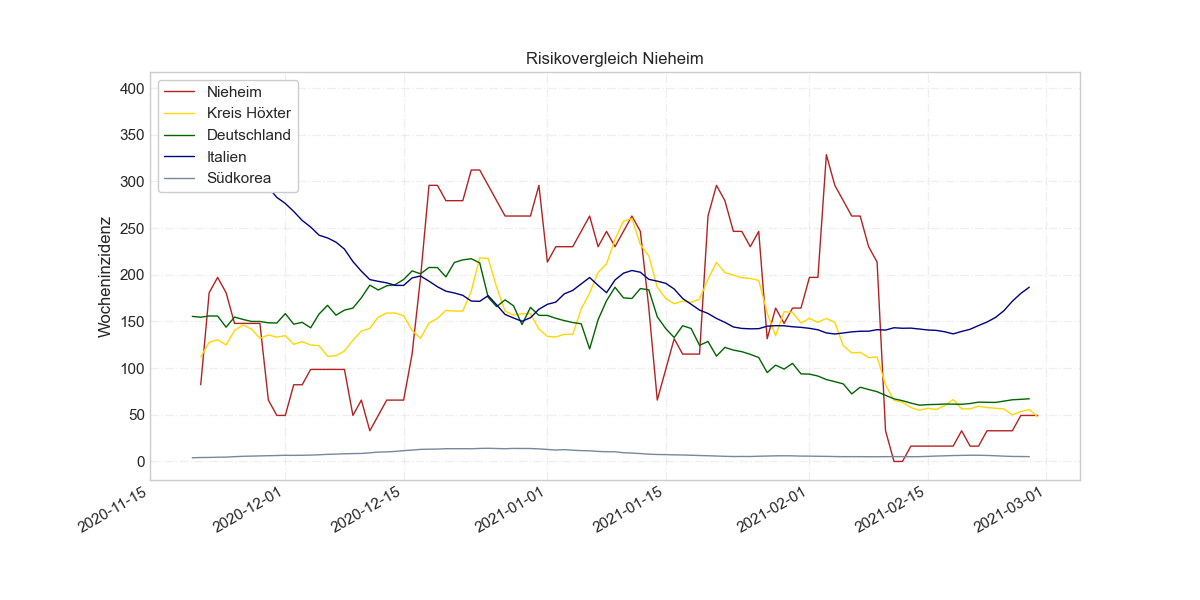 Risikovergleich Nieheim
Wocheninzidenz
400
350
300
250
200
150
100
50
0
Nieheim
Kreis Höxter
Deutschland
Italien
Südkorea
2020-11-15
2020-12-01
2020-12-15
2021-01-01
2021-01-15
2021-02-01
2021-02-15
2021-03-01